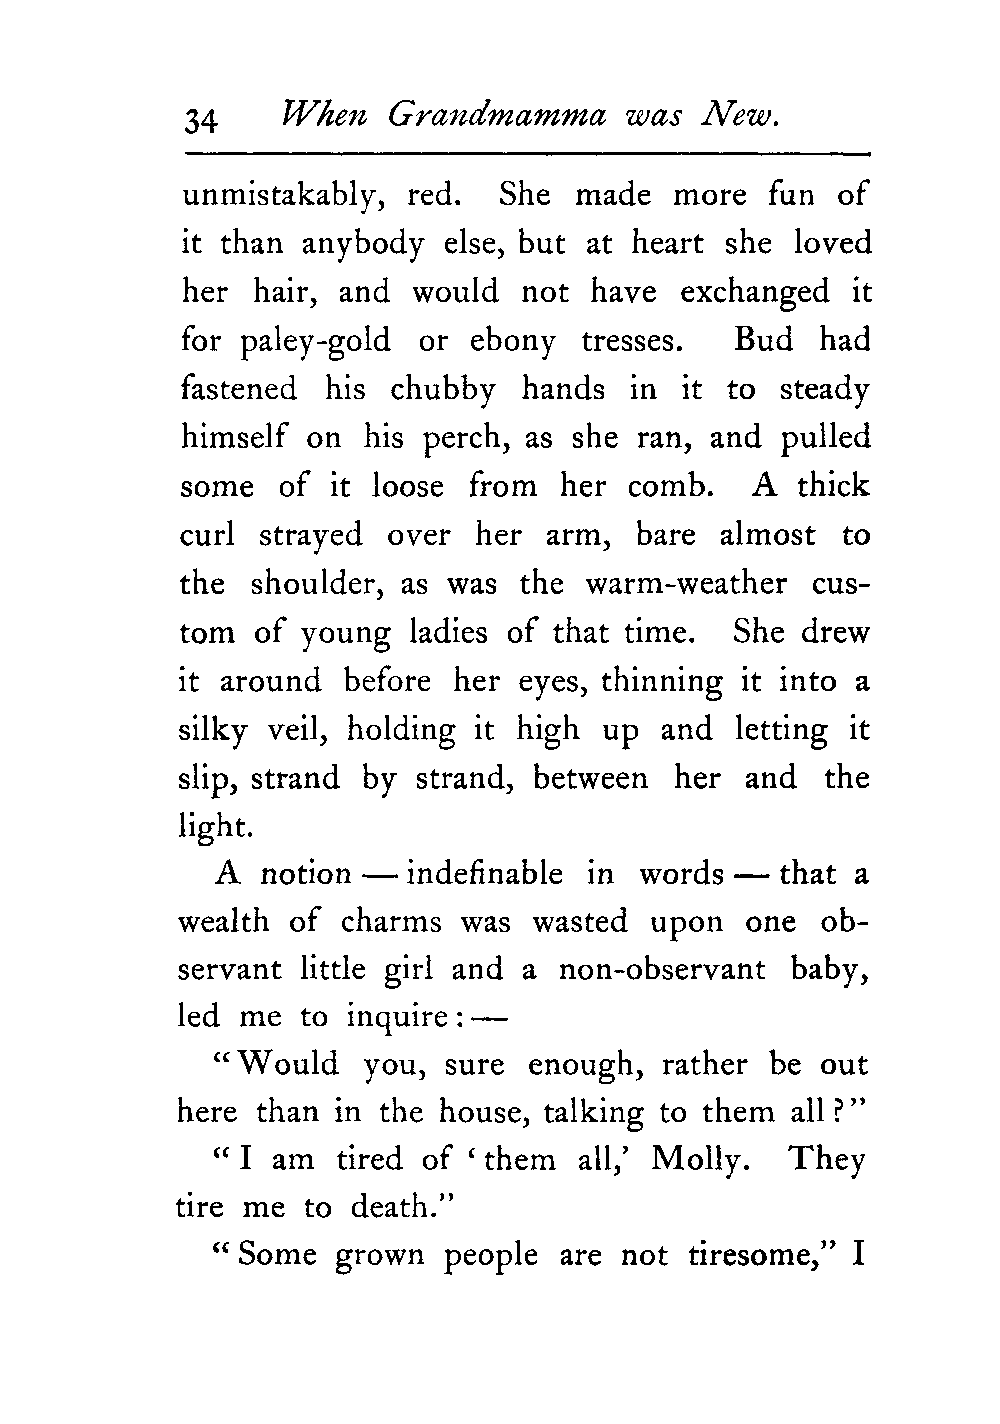 34 When Grandmamma was New.
unmistakably, red. She made more fun of
it than anybody else, but at heart she loved
her hair, and would not have exchanged it
for paley-gold or ebony tresses. Bud had
fastened his chubby hands in it to steady
himself on his perch, as she ran, and pulled
some of it loose from her comb. A thick
curl strayed over her arm, bare almost to
the shoulder, as was the warm-weather cus-
tom of young ladies of that time. She drew
it around before her eyes, thinning it into a
silky veil, holding it high up and letting it
slip, strand by strand, between her and the
light.
A notion — indefinable in words — that a
wealth of charms was wasted upon one ob-
servant little girl and a non-observant baby,
led me to inquire: —
"Would you, sure enough, rather be out
here than in the house, talking to them all?"
"I am tired of 'them all,' Molly. They
tire me to death."
"Some grown people are not tiresome," I